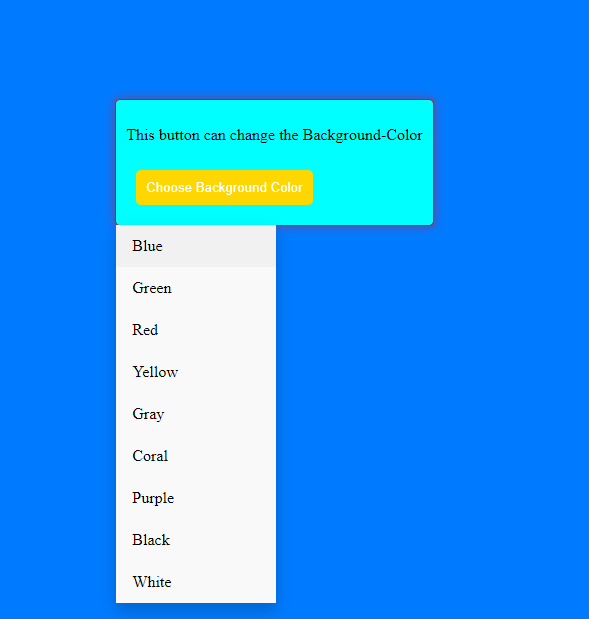 This button can change the Background-Color
Choose Background Color
Blue
Green
Red
Yellow
Gray
Coral
Purple
Black
White